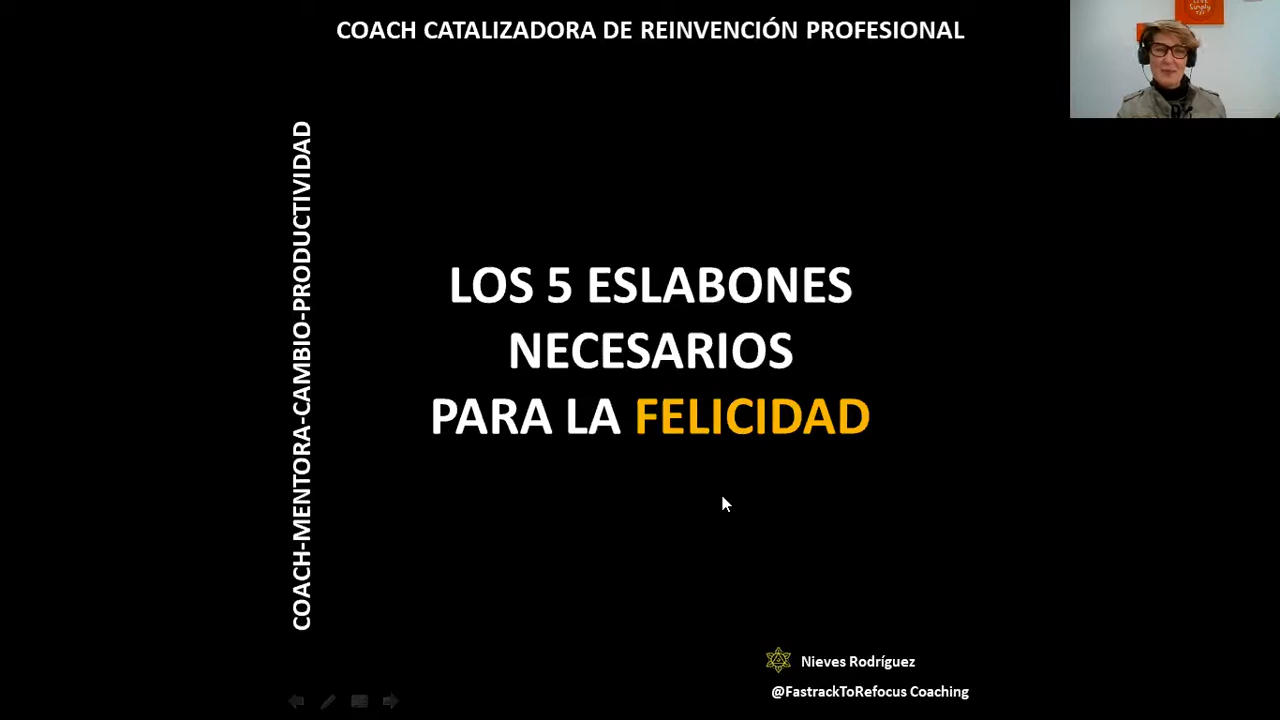 COACH CATALIZADORA DE REINVENCIÓN PROFESIONAL
COACH-MENTORA-CAMBIO-PRODUCTIVIDAD
LOS 5 ESLABONES
NECESARIOS
PARA LA FELICIDAD
Nieves Rodríguez
@FastrackToRefocus Coaching